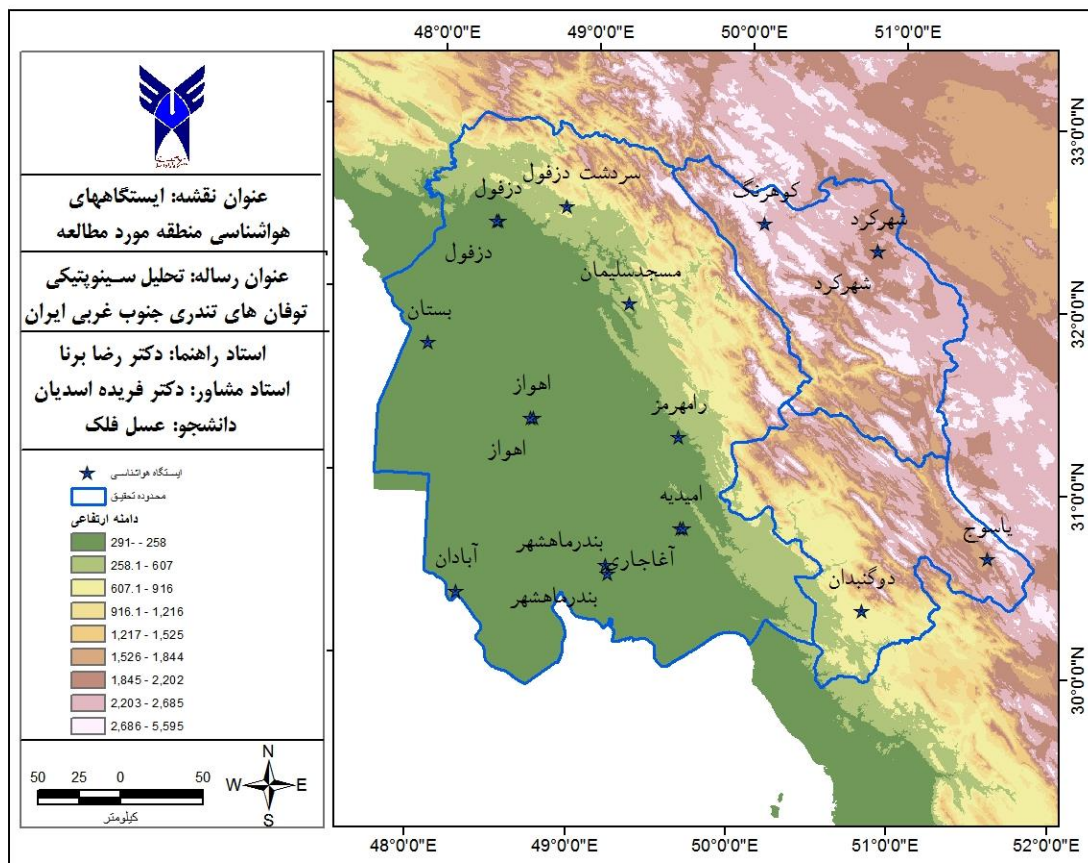 48°0'0"E 49°0'0"E 50°0'0"E 51°0'0"E
عنوان نقشه: ایستگاههای
هواشناسی منطقه مورد مطالعه
عنوان رساله: تحلیل سینوپتیکی
توفان های تندری جنوب غربی ایران
استاد راهنما: دکتر رضا برنا
استاد مشاور: دکتر فریده اسدیان
دانشجو: عسل فلک
ایستگاه هواشناسی
محدوده تحقیق
دامنه ارتفاعی
291- - 258
258.1 - 607
607.1 - 916
916.1 - 1,216
1,217 - 1,525
1,526 - 1,844
1,845 - 2,202
2,203 - 2,685
2,686 - 5,595
50 25 0 50
کیلومتر
N
W E
S
سردشت دزفول
دزفول
دزفول
کوهرنگ
شهرکرد
شهرکرد
مسجدسلیمان
بستان
اهواز
اهواز
رامهرمز
امیدیه
بندرماهشهر
آغاجاری
بندرماهشهر
آبادان
یاسوج
دوگنبدان
33°0'0"N
32°0'0"N
31°0'0"N
30°0'0"N
48°0'0"E 49°0'0"E 50°0'0"E 51°0'0"E 52°0'0"E